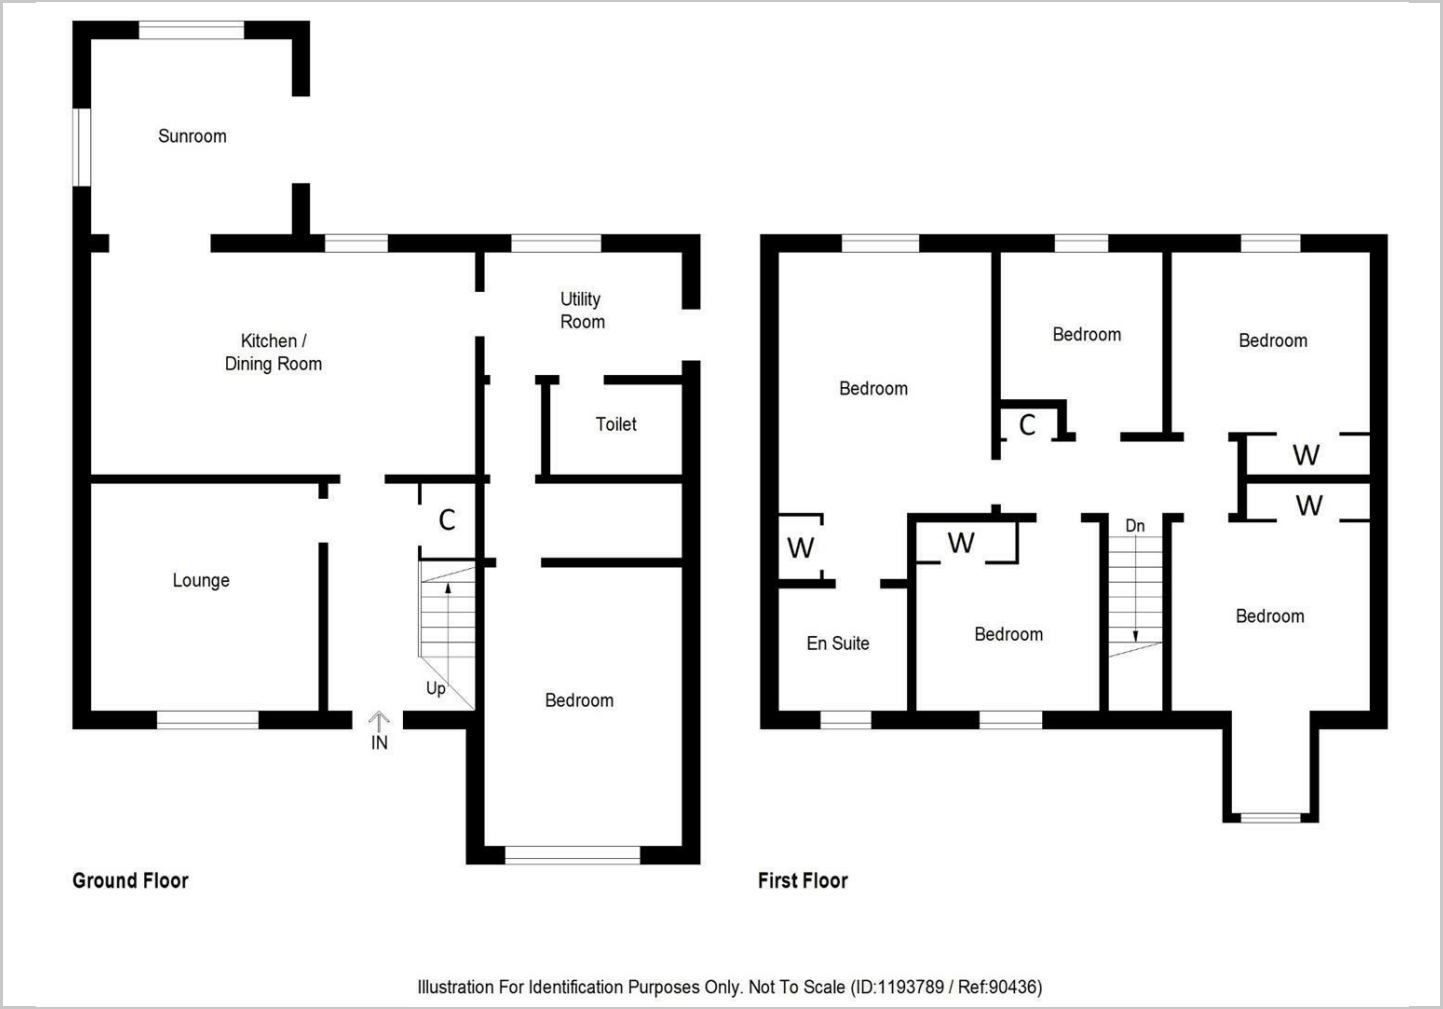 Sunroom
Utility
Room
Kitchen /
Dining Room
Toilet
C
Lounge
Up
Bedroom
IN
Ground Floor
Bedroom
Bedroom
Bedroom
C
W
W
W
W
Dn
En Suite
Bedroom
Bedroom
First Floor
Illustration For Identification Purposes Only. Not To Scale (ID:1193789 / Ref:90436)